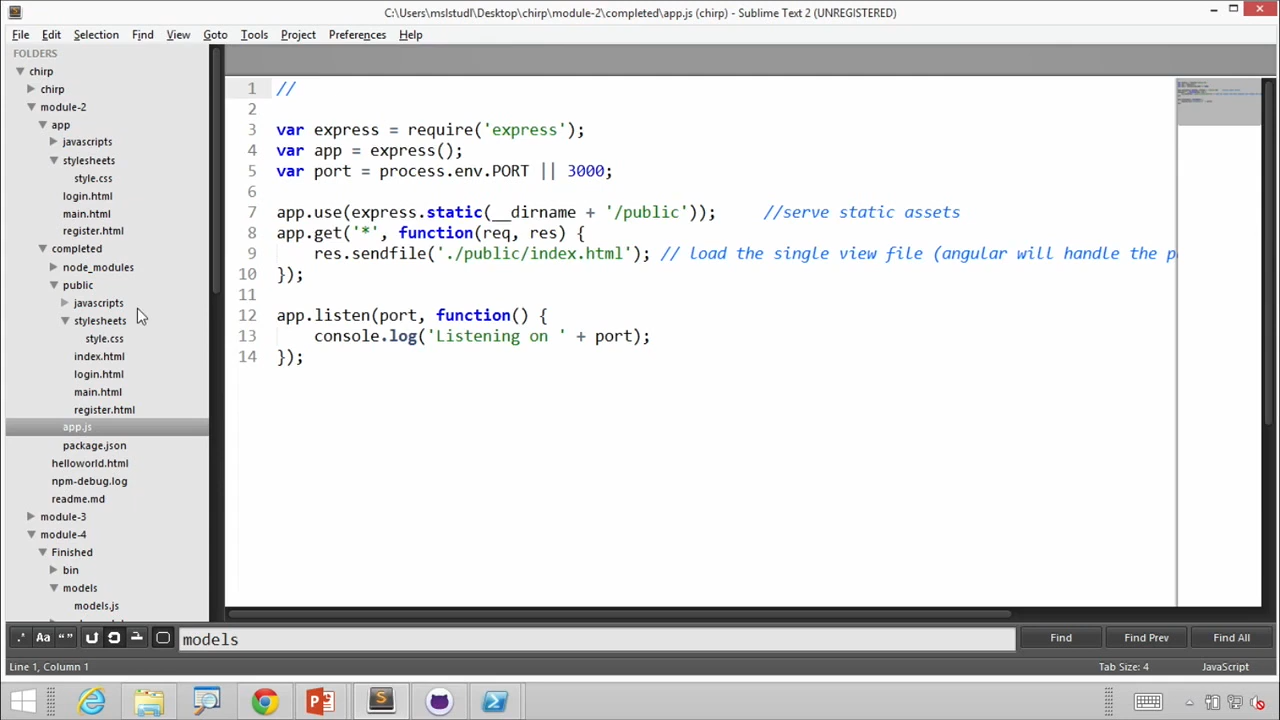 C:\Users\mslstudl\Desktop\chirp\module-2\completed\app.js (chirp) - Sublime Text 2 (UNREGISTERED)
File Edit Selection Find View Goto Tools Project Preferences Help
FOLDERS
chirp
chirp
module-2
app
javascripts
stylesheets
style.css
login.html
main.html
register.html
completed
node_modules
public
javascripts
stylesheets
style.css
index.html
login.html
main.html
register.html
app.js
package.json
helloworld.html
npm-debug.log
readme.md
module-3
module-4
Finished
bin
models
models.js
1 //
2
3 var express = require('express');
4 var app = express();
5 var port = process.env.PORT || 3000;
6
7 app.use(express.static(__dirname + '/public')); //serve static assets
8 app.get('*', function(req, res) {
9 res.sendfile('./public/index.html'); // load the single view file (angular will handle the p
10 });
11
12 app.listen(port, function() {
13 console.log('Listening on ' + port);
14 });
.* Aa “” models Find Find Prev Find All
Line 1, Column 1 Tab Size: 4 JavaScript